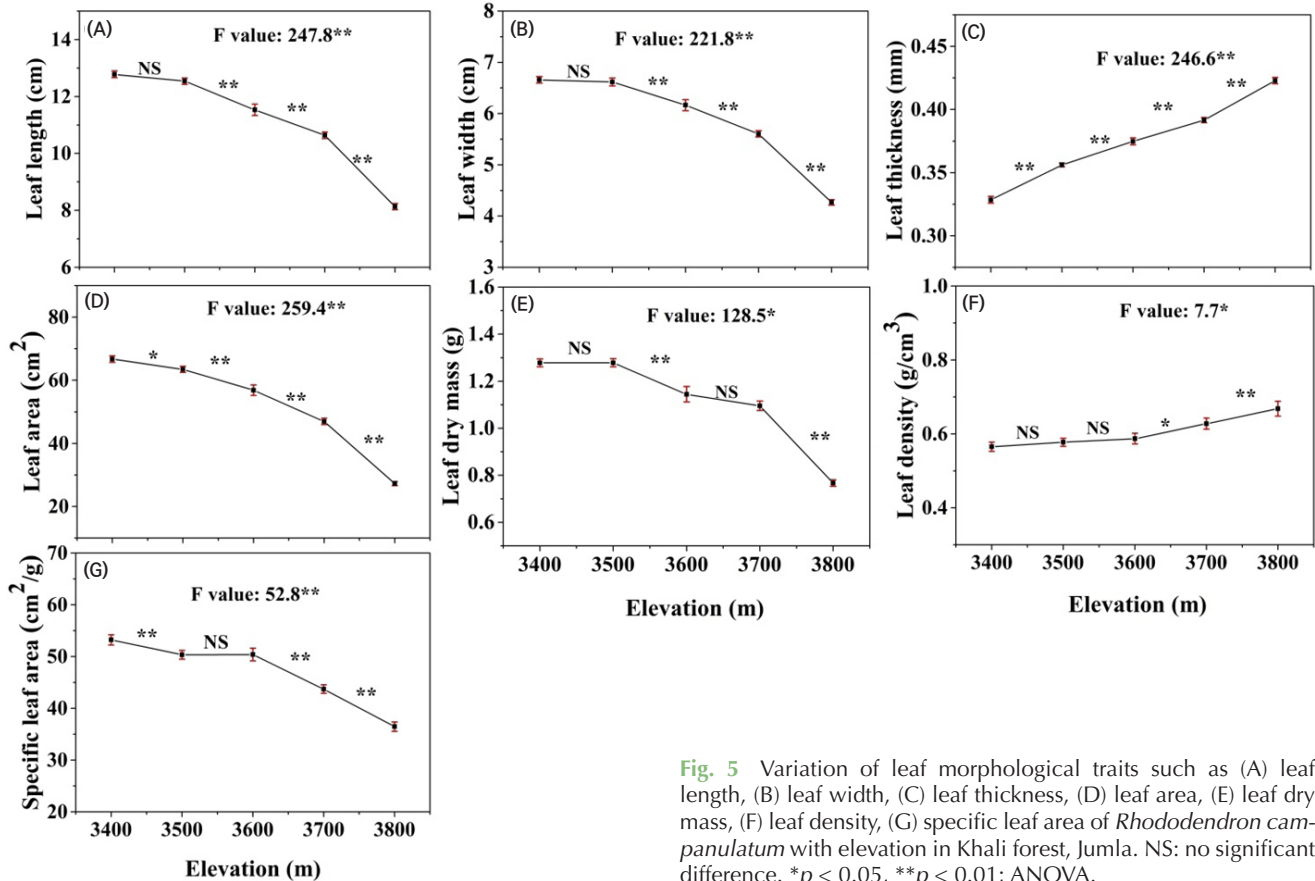 (A)
F value: 247.8**
14
12
10
8
6
NS
**
**
**
Leaf length (cm)
(B)
F value: 221.8**
8
7
6
5
4
3
NS
**
**
**
Leaf width (cm)
(C)
F value: 246.6**
0.45
0.40
0.35
0.30
**
**
**
**
Leaf thickness (mm)
(D)
F value: 259.4**
80
60
40
20
*
**
**
**
Leaf area (cm²)
(E)
F value: 128.5*
1.6
1.4
1.2
1.0
0.8
0.6
NS
**
NS
**
Leaf dry mass (g)
3400 3500 3600 3700 3800
Elevation (m)
(F)
F value: 7.7*
1.0
0.8
0.6
0.4
NS
NS
*
**
Leaf density (g/cm³)
3400 3500 3600 3700 3800
Elevation (m)
(G)
F value: 52.8**
70
60
50
40
30
20
**
NS
**
**
Specific leaf area (cm²/g)
3400 3500 3600 3700 3800
Elevation (m)
Fig. 5 Variation of leaf morphological traits such as (A) leaf
length, (B) leaf width, (C) leaf thickness, (D) leaf area, (E) leaf dry
mass, (F) leaf density, (G) specific leaf area of Rhododendron cam-
panulatum with elevation in Khali forest, Jumla. NS: no significant
difference. *p < 0.05, **p < 0.01; ANOVA.